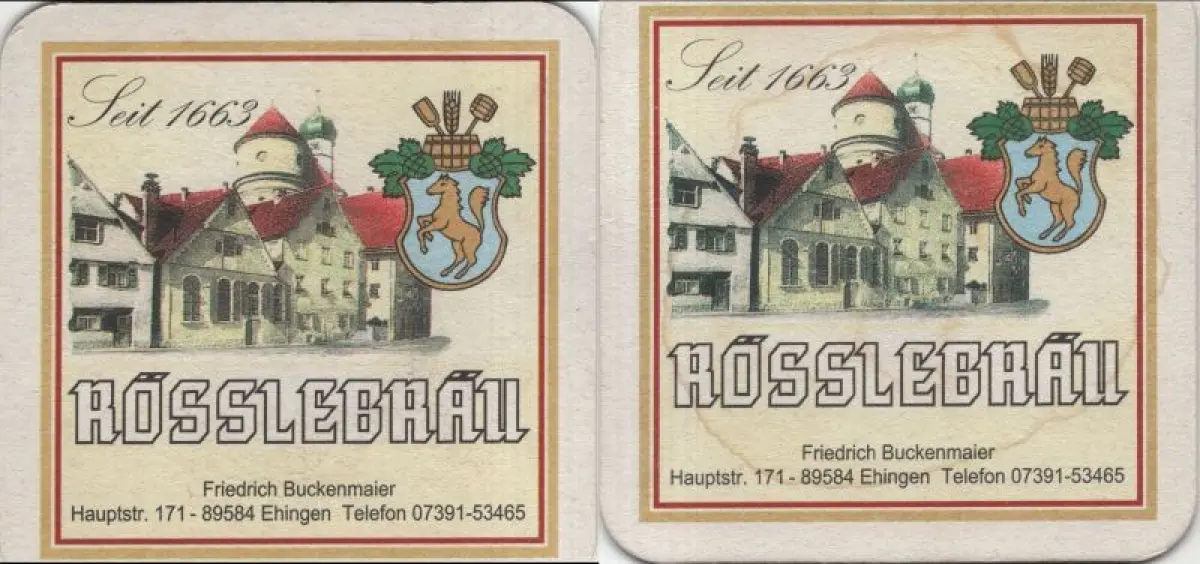 Seit 1663
RÖSSLEBRÄU
Friedrich Buckenmaier
Hauptstr. 171 - 89584 Ehingen Telefon 07391-53465
Seit 1663
RÖSSLEBRÄU
Friedrich Buckenmaier
Hauptstr. 171 - 89584 Ehingen Telefon 07391-53465